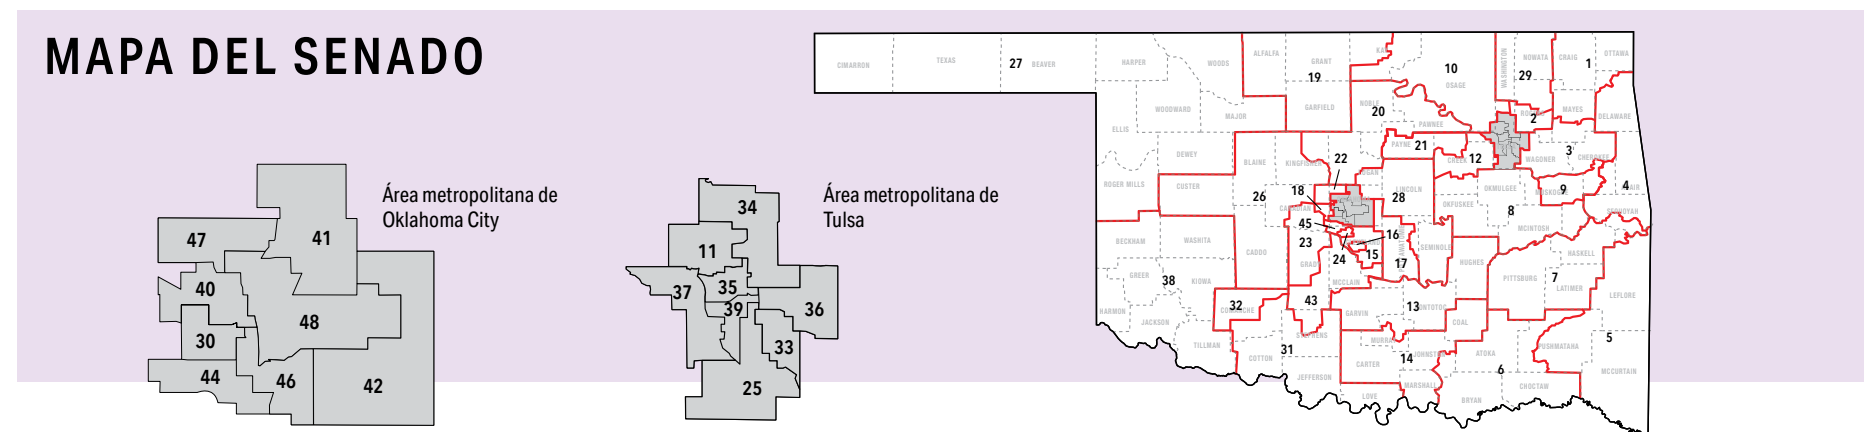 MAPA DEL SENADO
Área metropolitana de
Oklahoma City
47
41
40
48
30
44
46
42
Área metropolitana de
Tulsa
34
11
37
35
39
36
33
25
CIMARRON
TEXAS
27
BEAVER
HARPER
WOODS
ALFALFA
GRANT
19
10
OSAGE
WASHINGTON
NOWATA
29
CRAIG
1
OTTAWA
WOODWARD
MAJOR
GARFIELD
NOBLE
20
PAWNEE
2
MAYES
DELAWARE
ELLIS
DEWEY
BLAINE
KINGFISHER
22
PAYNE
21
CREEK
12
WAGONER
3
CHEROKEE
ROGER MILLS
CUSTER
26
CANADIAN
18
LINCOLN
28
OKMULGEE
MUSKOGEE
9
4
OKFUSKEE
8
SEQUOYAH
45
23
24
16
15
17
SEMINOLE
MCINTOSH
BECKHAM
WASHITA
CADDO
GRADY
MCCLAIN
HUGHES
HASKELL
GREER
38
KIOWA
PITTSBURG
7
LATIMER
LEFLORE
HARMON
JACKSON
32
COMANCHE
43
GARVIN
13
PONTOTOC
COAL
TILLMAN
STEPHENS
31
COTTON
MURRAY
14
JOHNSTON
ATOKA
PUSHMATAHA
5
CARTER
6
MCCURTAIN
JEFFERSON
MARSHALL
CHOCTAW
LOVE
BRYAN